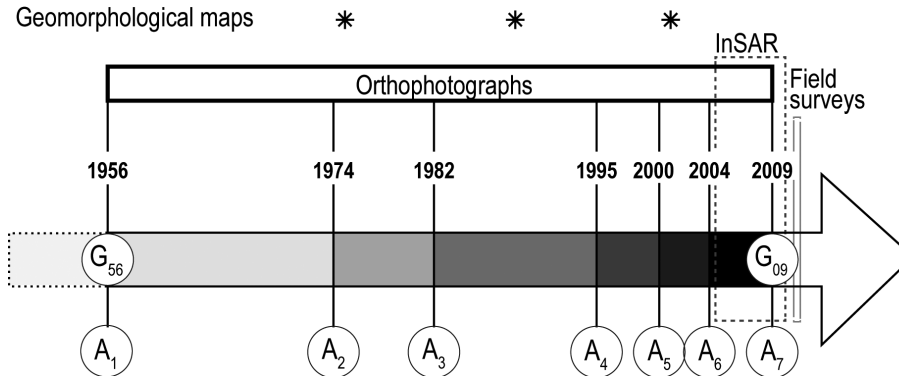 Geomorphological maps * * *
InSAR
Orthophotographs
Field
surveys
1956 1974 1982 1995 2000 2004 2009
G56 G09
A1 A2 A3 A4 A5 A6 A7